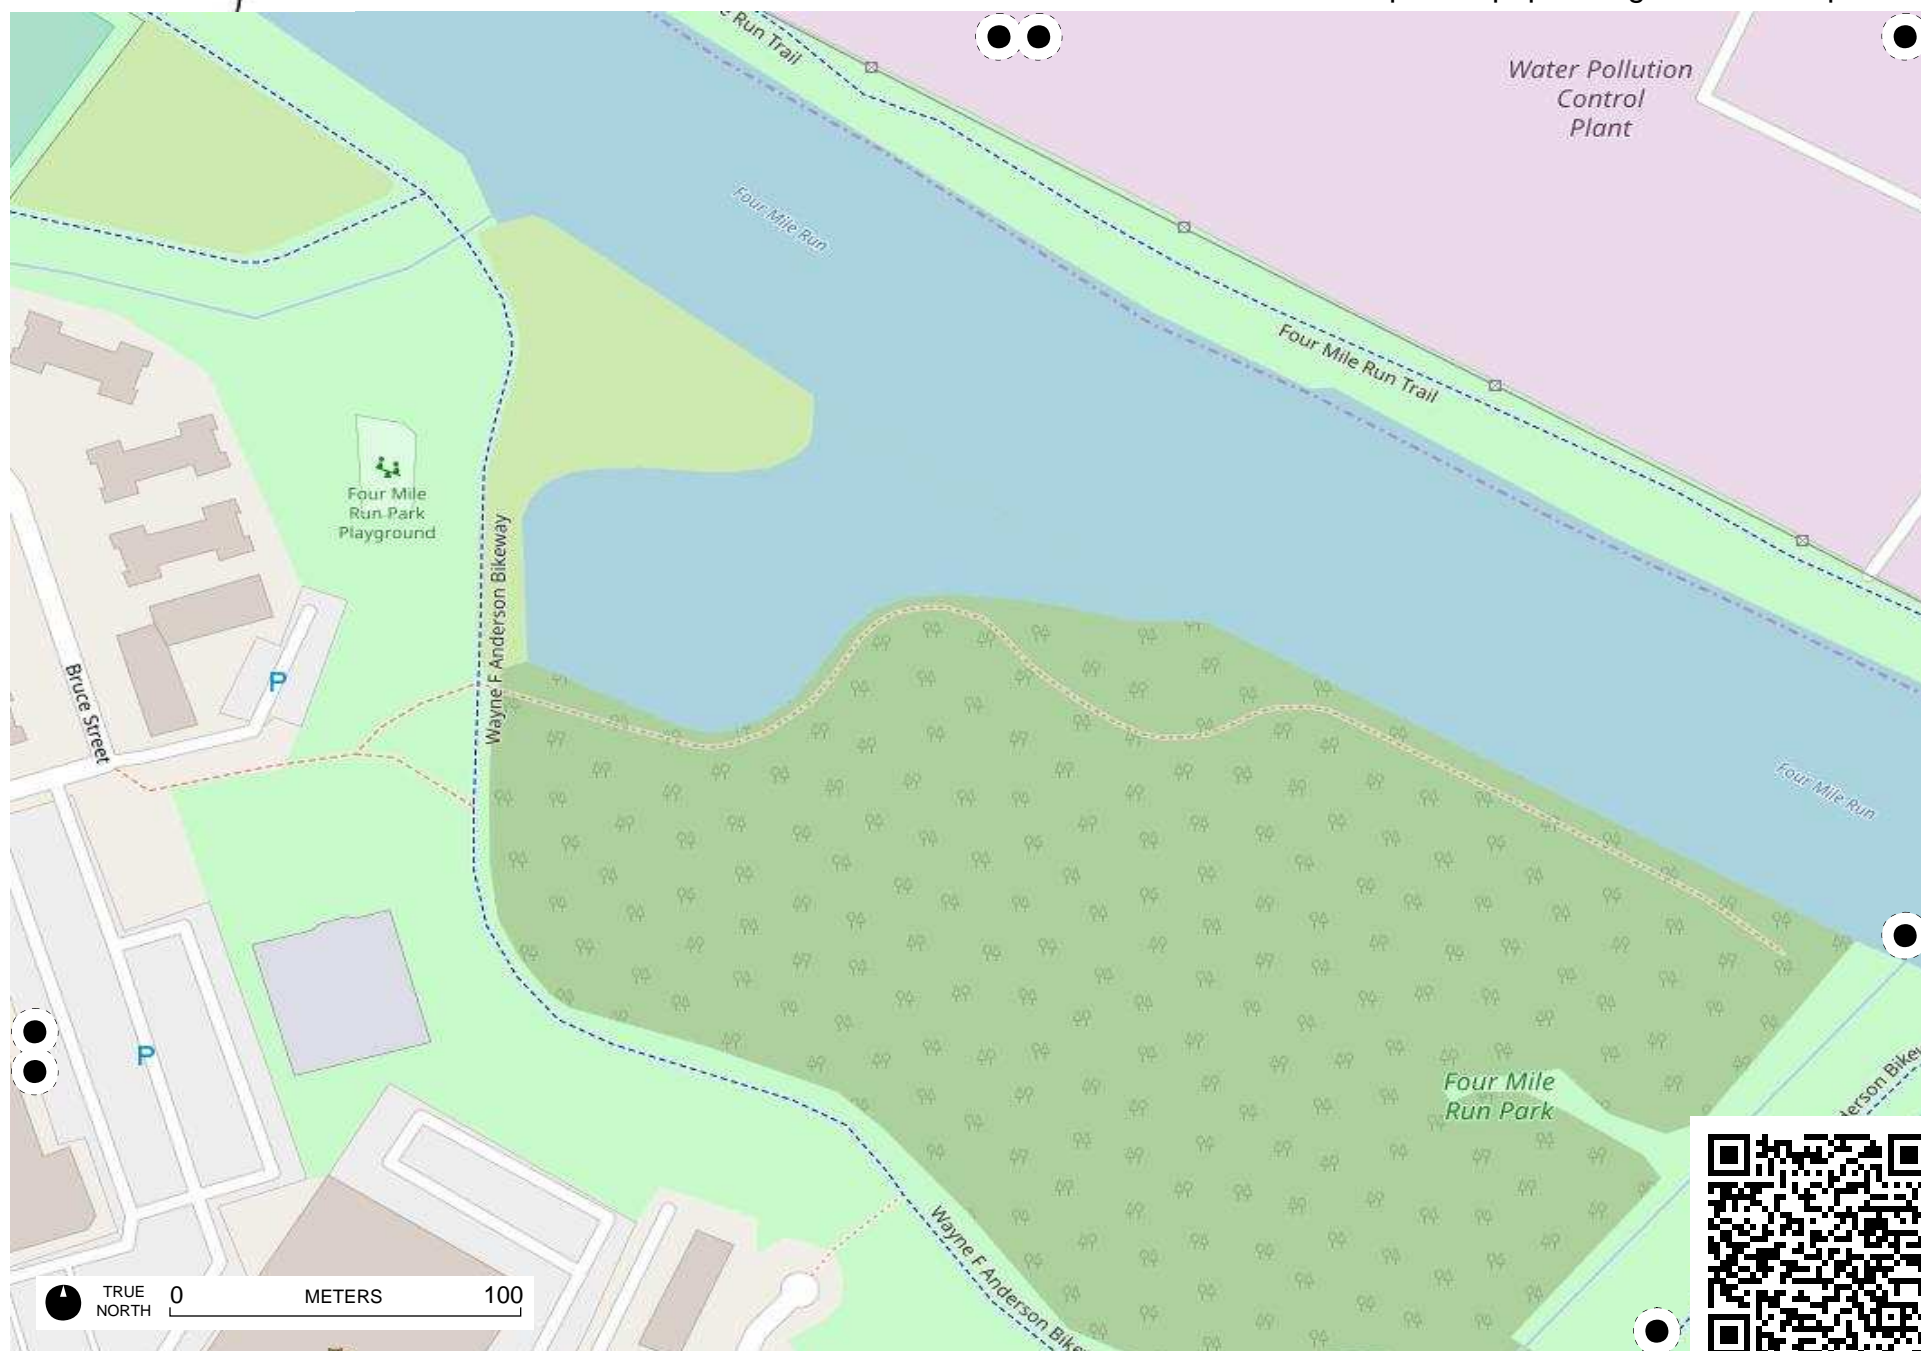 Run Trail
Water Pollution
Control
Plant
Four Mile Run
Four Mile Run Trail
Four Mile
Run Park
Playground
Wayne F Anderson Bikeway
Bruce Street
P
Four Mile Run
P
Four Mile
Run Park
Wayne F Anderson
TRUE
NORTH
0
METERS
100